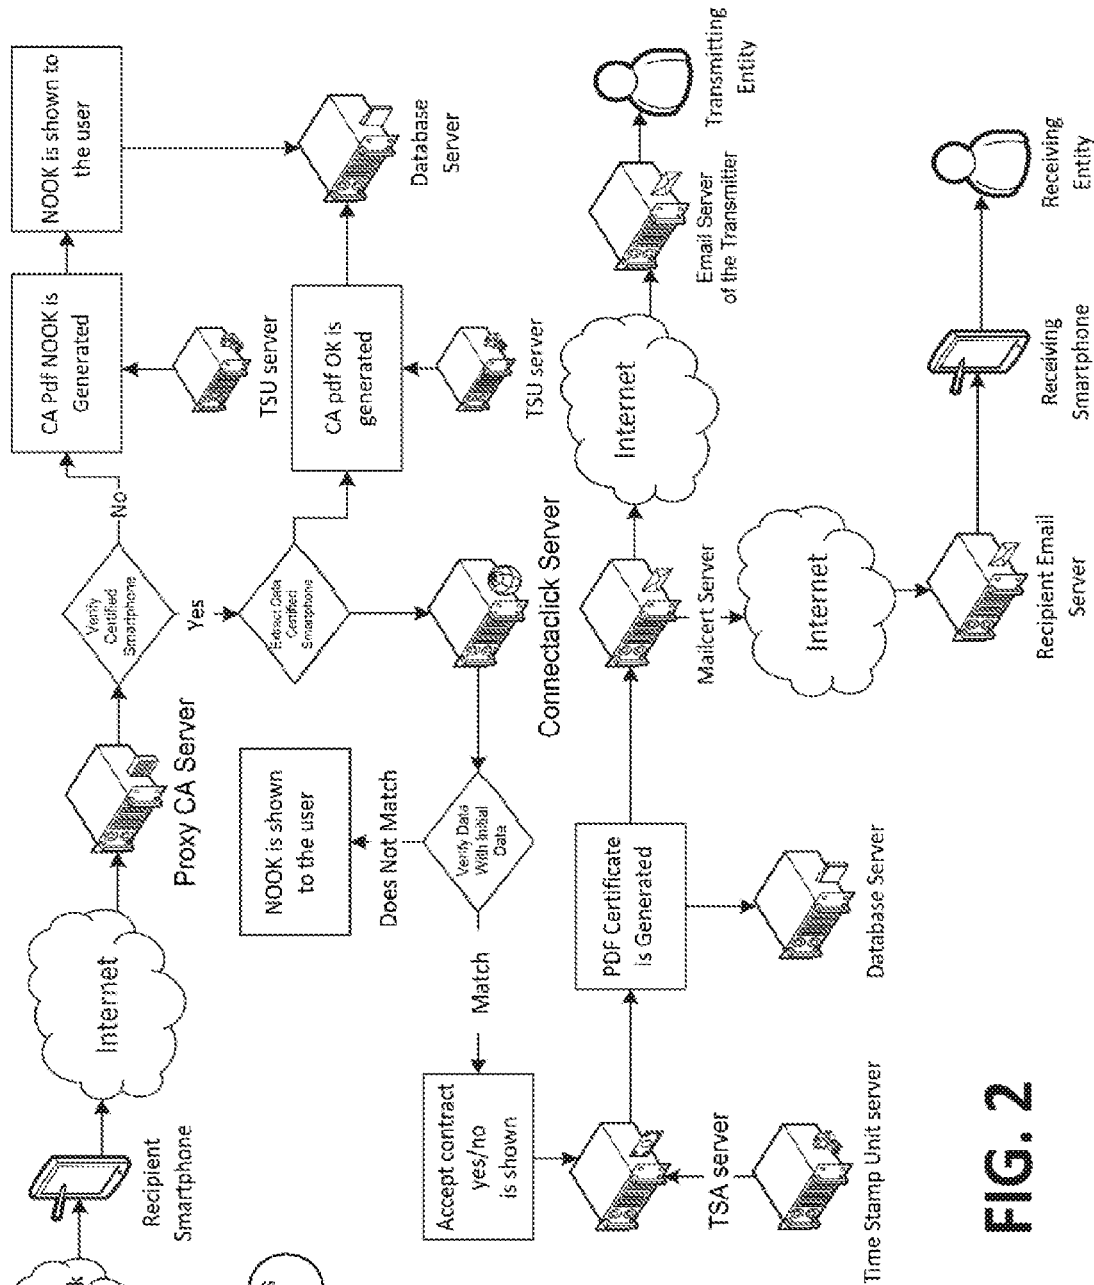 Recipient
Smartphone
Internet
Proxy CA Server
Verify
Certified
Smartphone
No
CA Pdf NOOK is
Generated
NOOK is shown to
the user
TSU server
Yes
Extract Data
Certified
Smartphone
CA pdf OK is
generated
TSU server
Database
Server
Connectaclick Server
NOOK is shown
to the user
Does Not Match
Verify Data
With Initial
Data
Match
Accept contract
yes/no
is shown
TSA server
Time Stamp Unit server
PDF Certificate
is Generated
Database Server
Mailcert Server
Internet
Email Server
of the Transmitter
Transmitting
Entity
Internet
Recipient Email
Server
Receiving
Smartphone
Receiving
Entity
FIG. 2